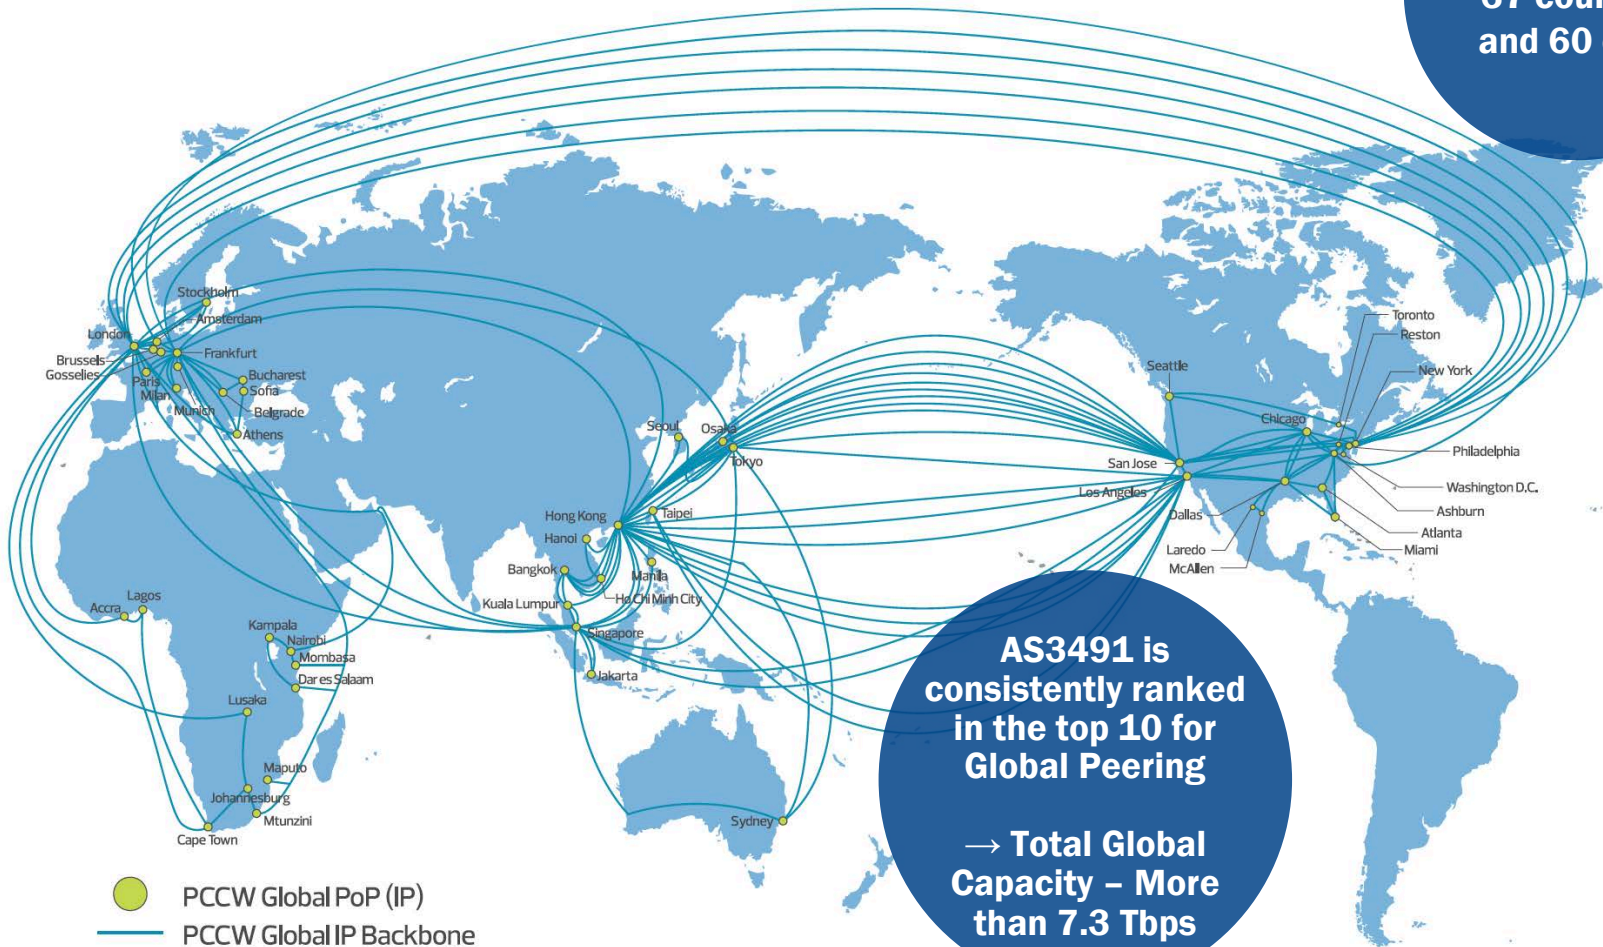 and 60
Stockholm
Amsterdam
London
Brussels
Gosselies
Frankfurt
Paris
Milan
Munich
Bucharest
Sofia
Belgrade
Athens
Seoul
Osaka
Tokyo
Hong Kong
Taipei
Hanoi
Bangkok
Manila
Ho Chi Minh City
Kuala Lumpur
Singapore
Jakarta
Sydney
Accra
Lagos
Kampala
Nairobi
Mombasa
Dar es Salaam
Lusaka
Maputo
Johannesburg
Mtunzini
Cape Town
Seattle
San Jose
Los Angeles
Chicago
Toronto
Reston
New York
Philadelphia
Washington D.C.
Ashburn
Atlanta
Miami
Dallas
Laredo
McAllen
AS3491 is
consistently ranked
in the top 10 for
Global Peering
→ Total Global
Capacity – More
than 7.3 Tbps
PCCW Global PoP (IP)
PCCW Global IP Backbone